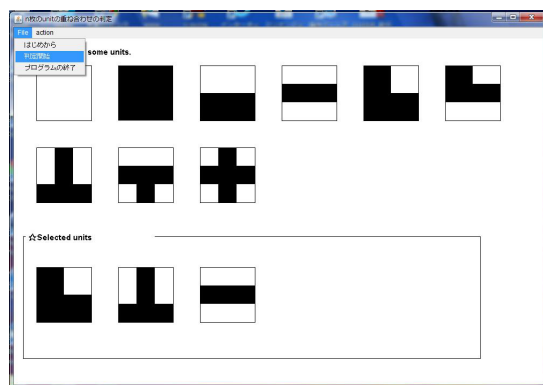 n枚のunitの重ね合わせの判定
File action
はじめから
判定開始
プログラムの終了
some units.
☆Selected units